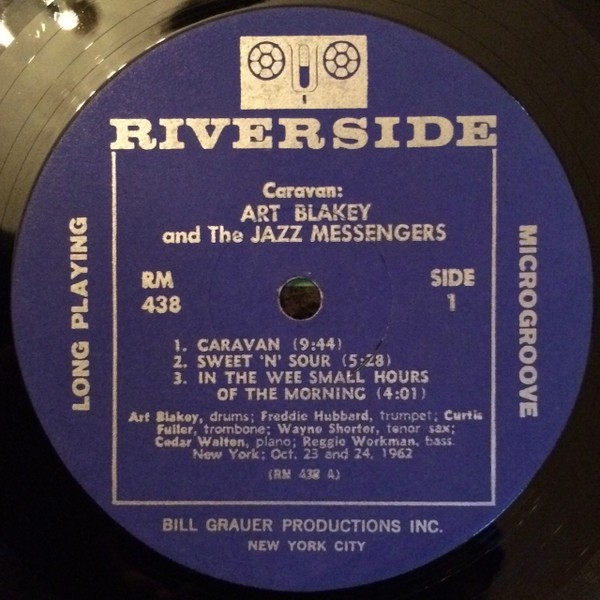 RIVERSIDE
Caravan:
ART BLAKEY
and The JAZZ MESSENGERS
LONG PLAYING
MICROGROOVE
RM
438
SIDE
1
1. CARAVAN (9:44)
2. SWEET 'N' SOUR (5:28)
3. IN THE WEE SMALL HOURS
OF THE MORNING (4:01)
Art Blakey, drums; Freddie Hubbard, trumpet; Curtis
Fuller, trombone; Wayne Shorter, tenor sax;
Cedar Walton, piano; Reggie Workman, bass.
New York; Oct. 23 and 24, 1962
(RM 438 A)
BILL GRAUER PRODUCTIONS INC.
NEW YORK CITY